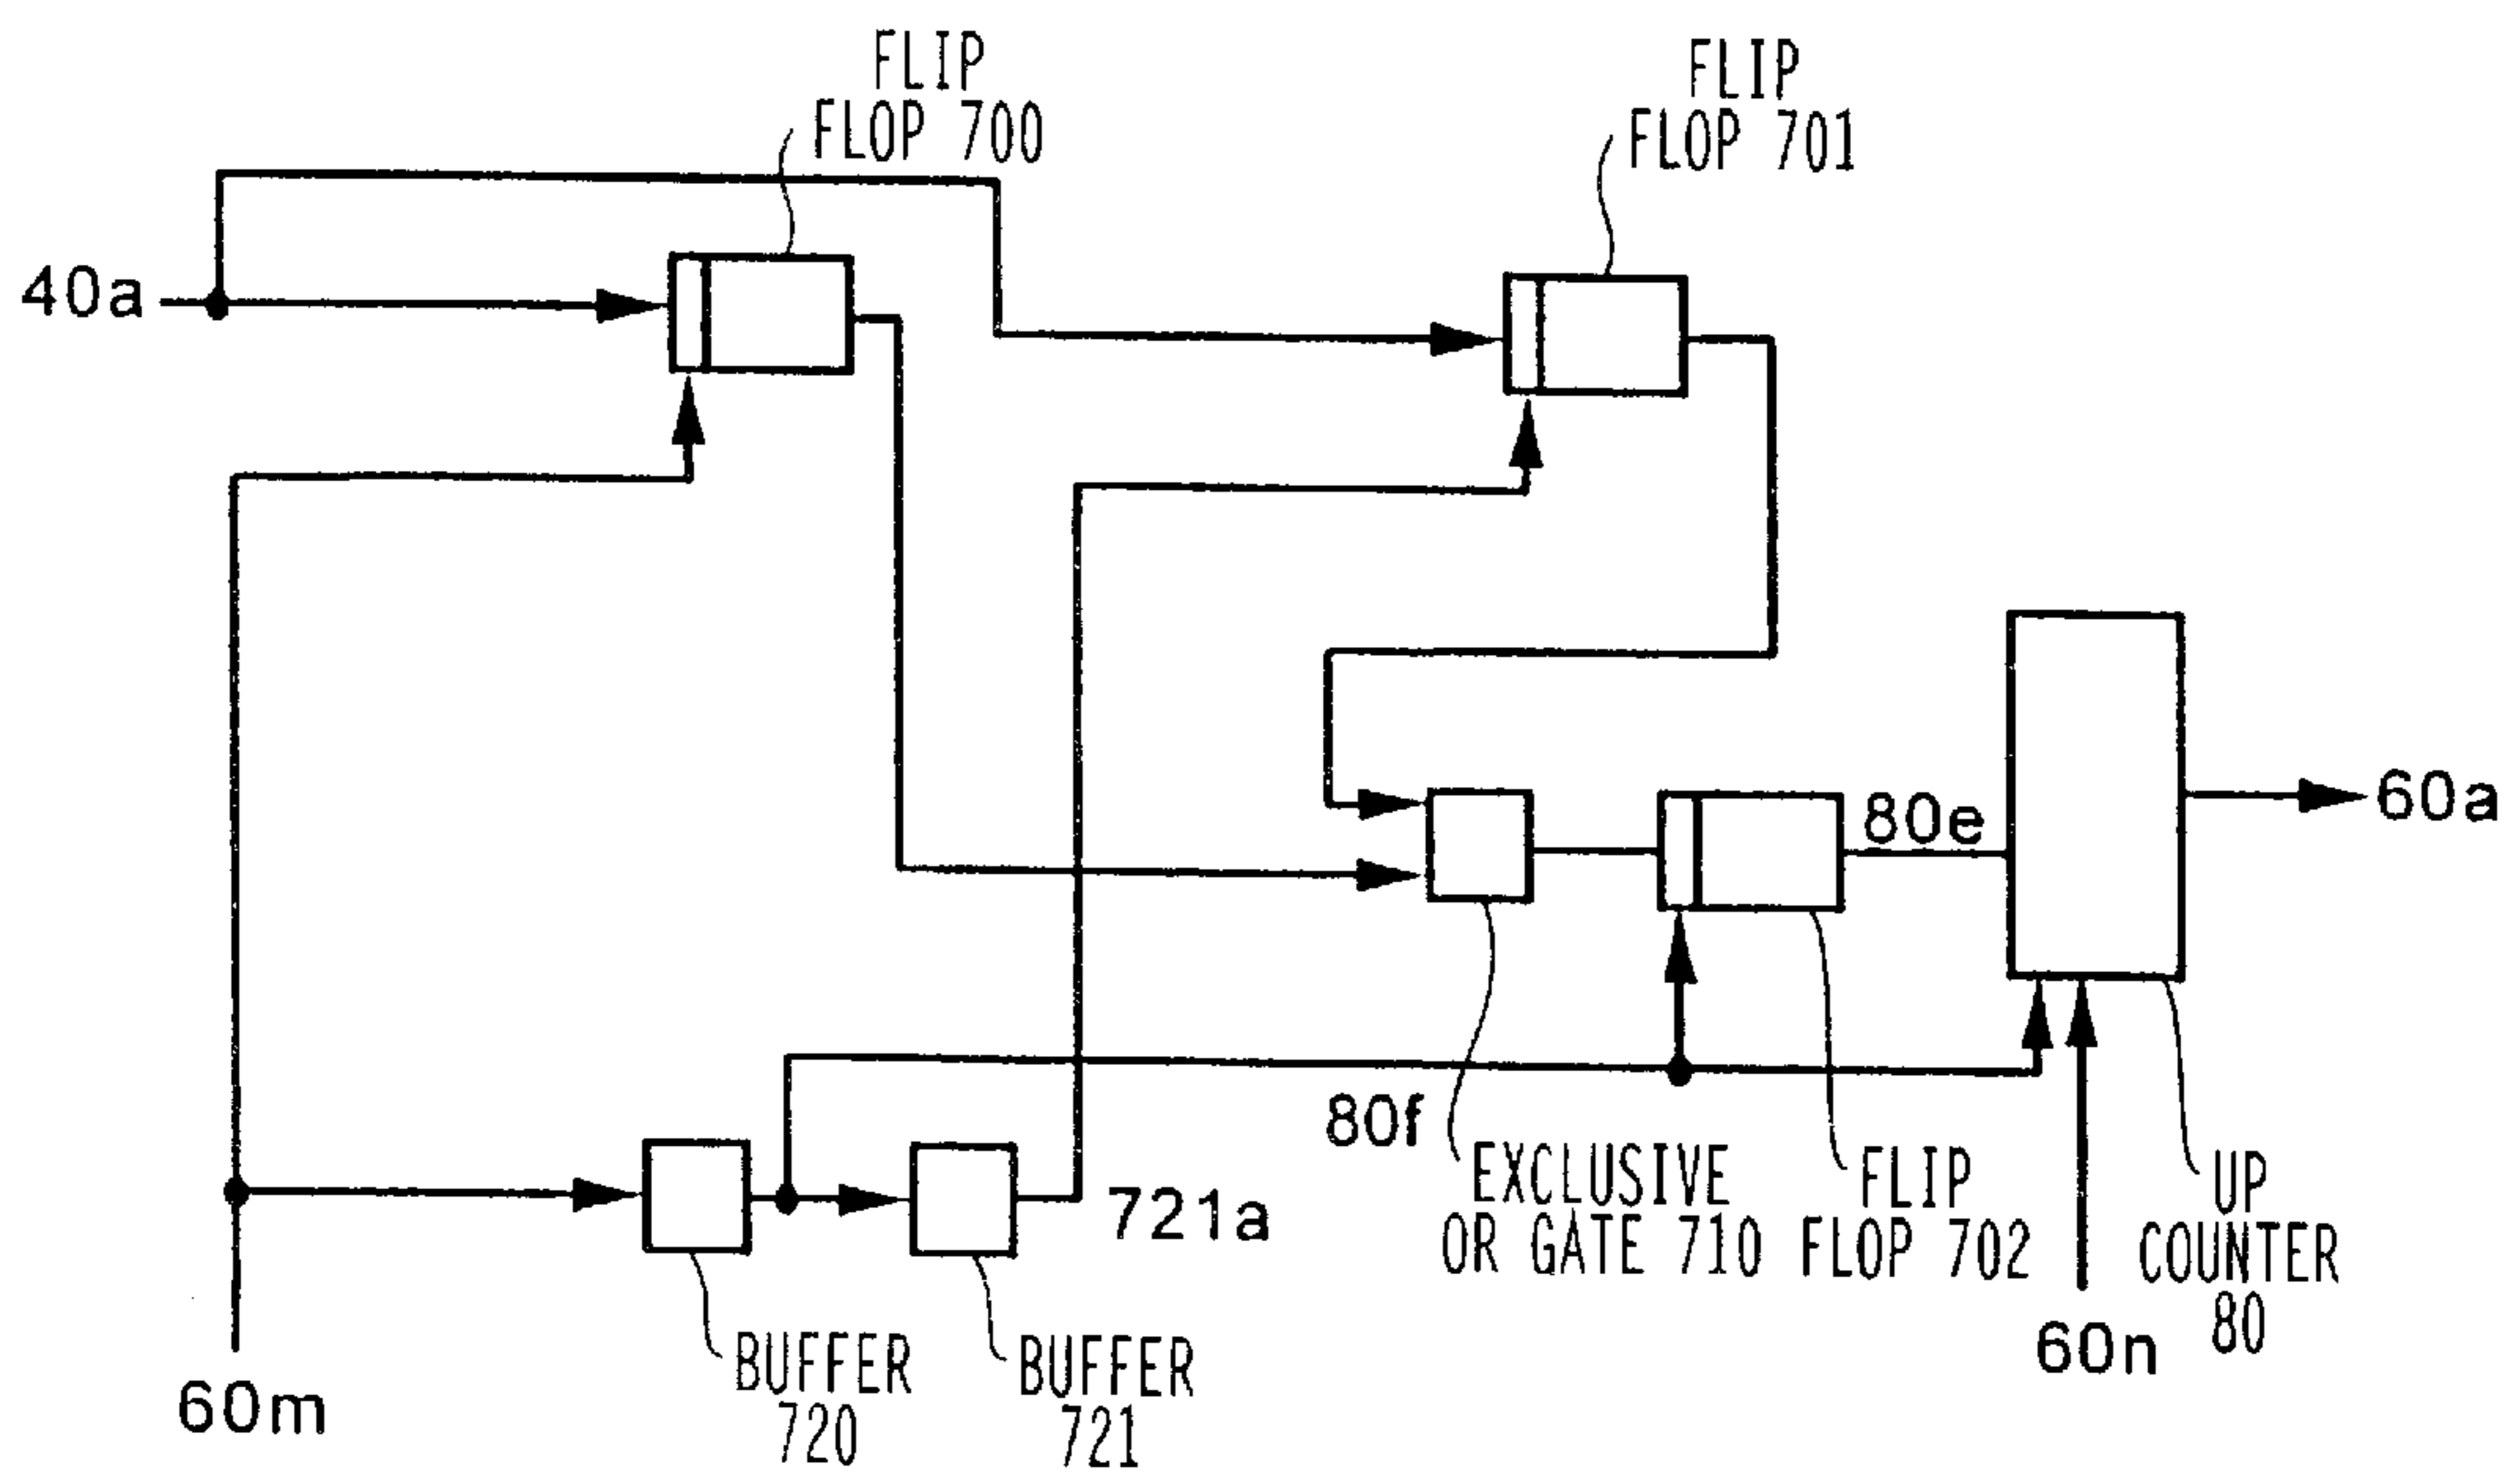 FLIP
FLOP 700
FLIP
FLOP 701
40a
80e
60a
80f
721a
EXCLUSIVE
OR GATE 710
FLIP
FLOP 702
UP
COUNTER
80
60n
60m
BUFFER
720
BUFFER
721